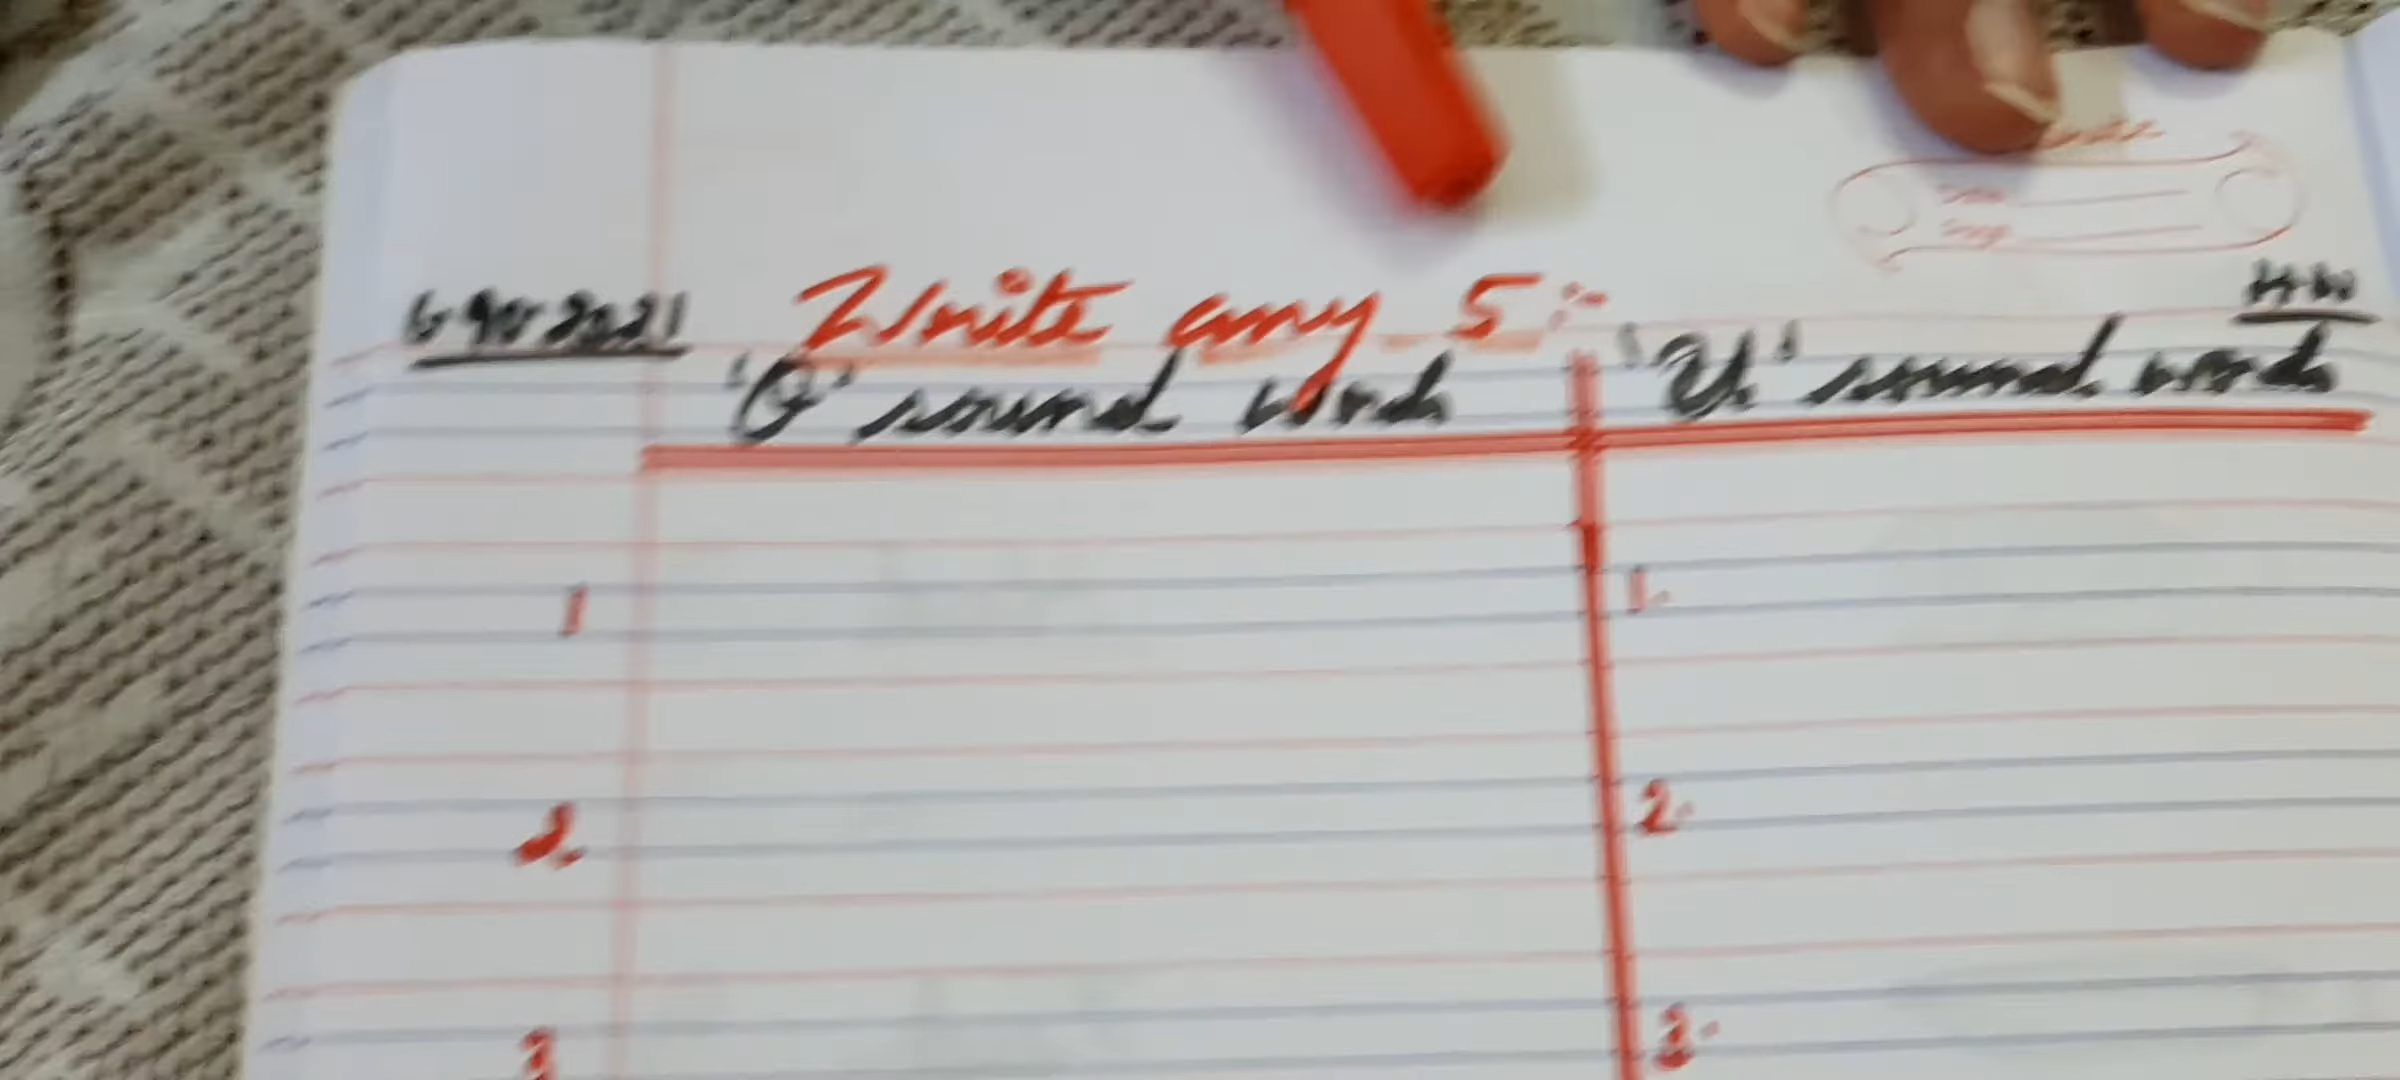 Write any 5:-
H.W
'O' sound words
'U' sound words
1
1.
2.
2.
3
3.